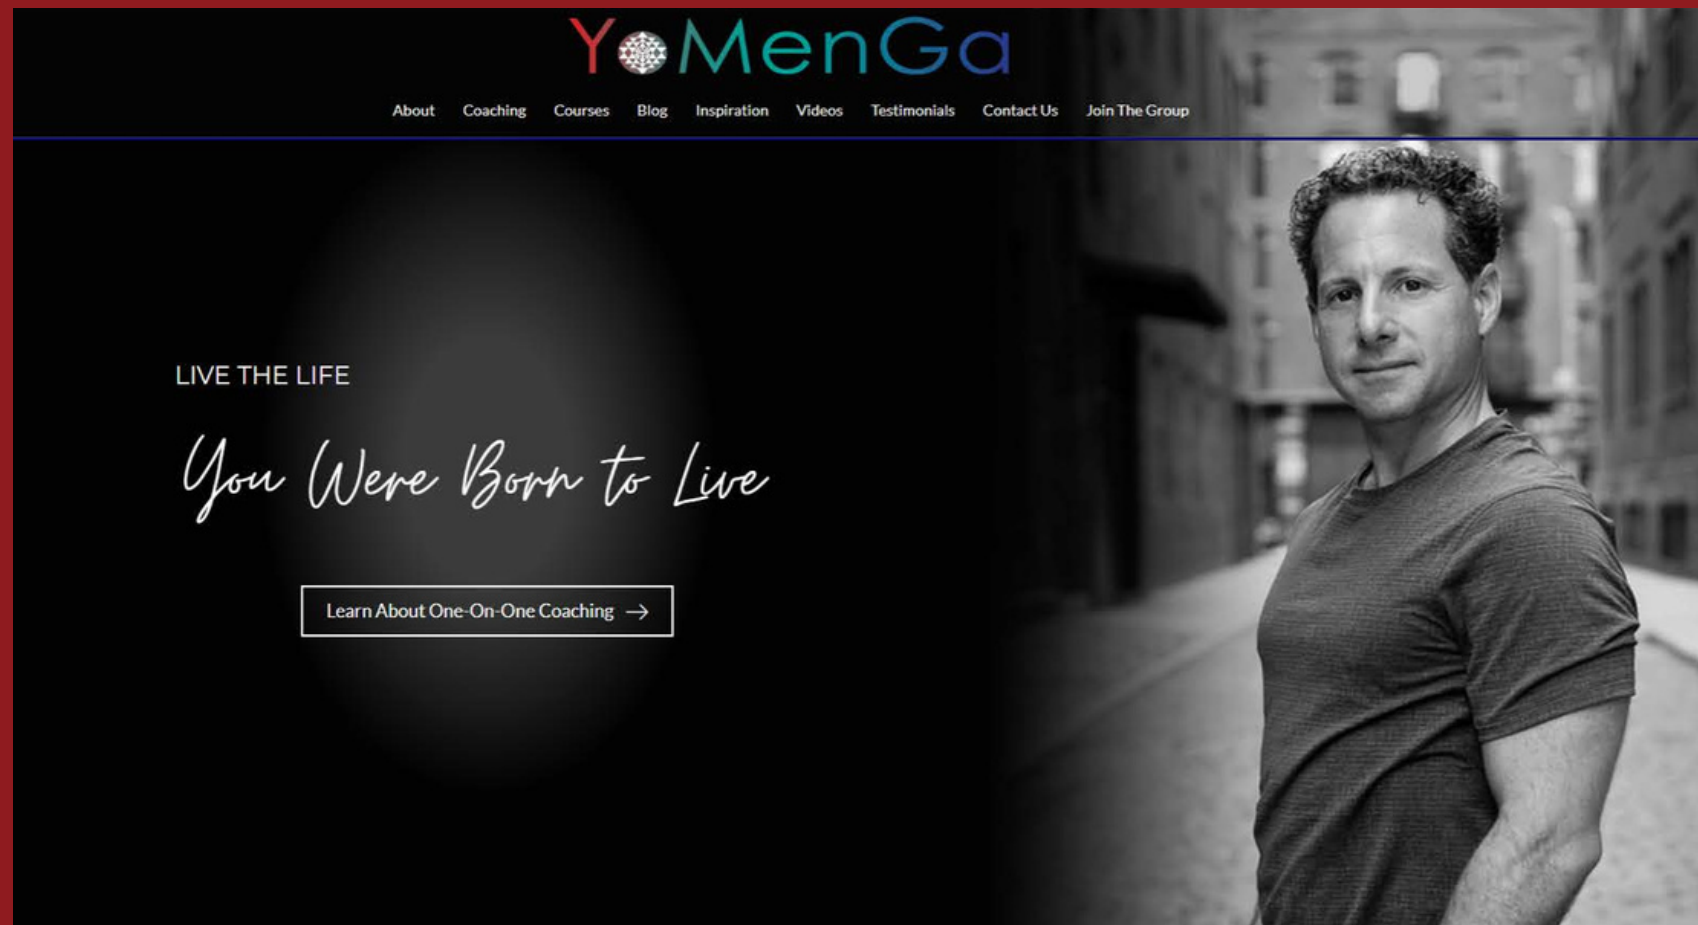 YoMenGa
About Coaching Courses Blog Inspiration Videos Testimonials Contact Us Join The Group
LIVE THE LIFE
You Were Born to Live
Learn About One-On-One Coaching →